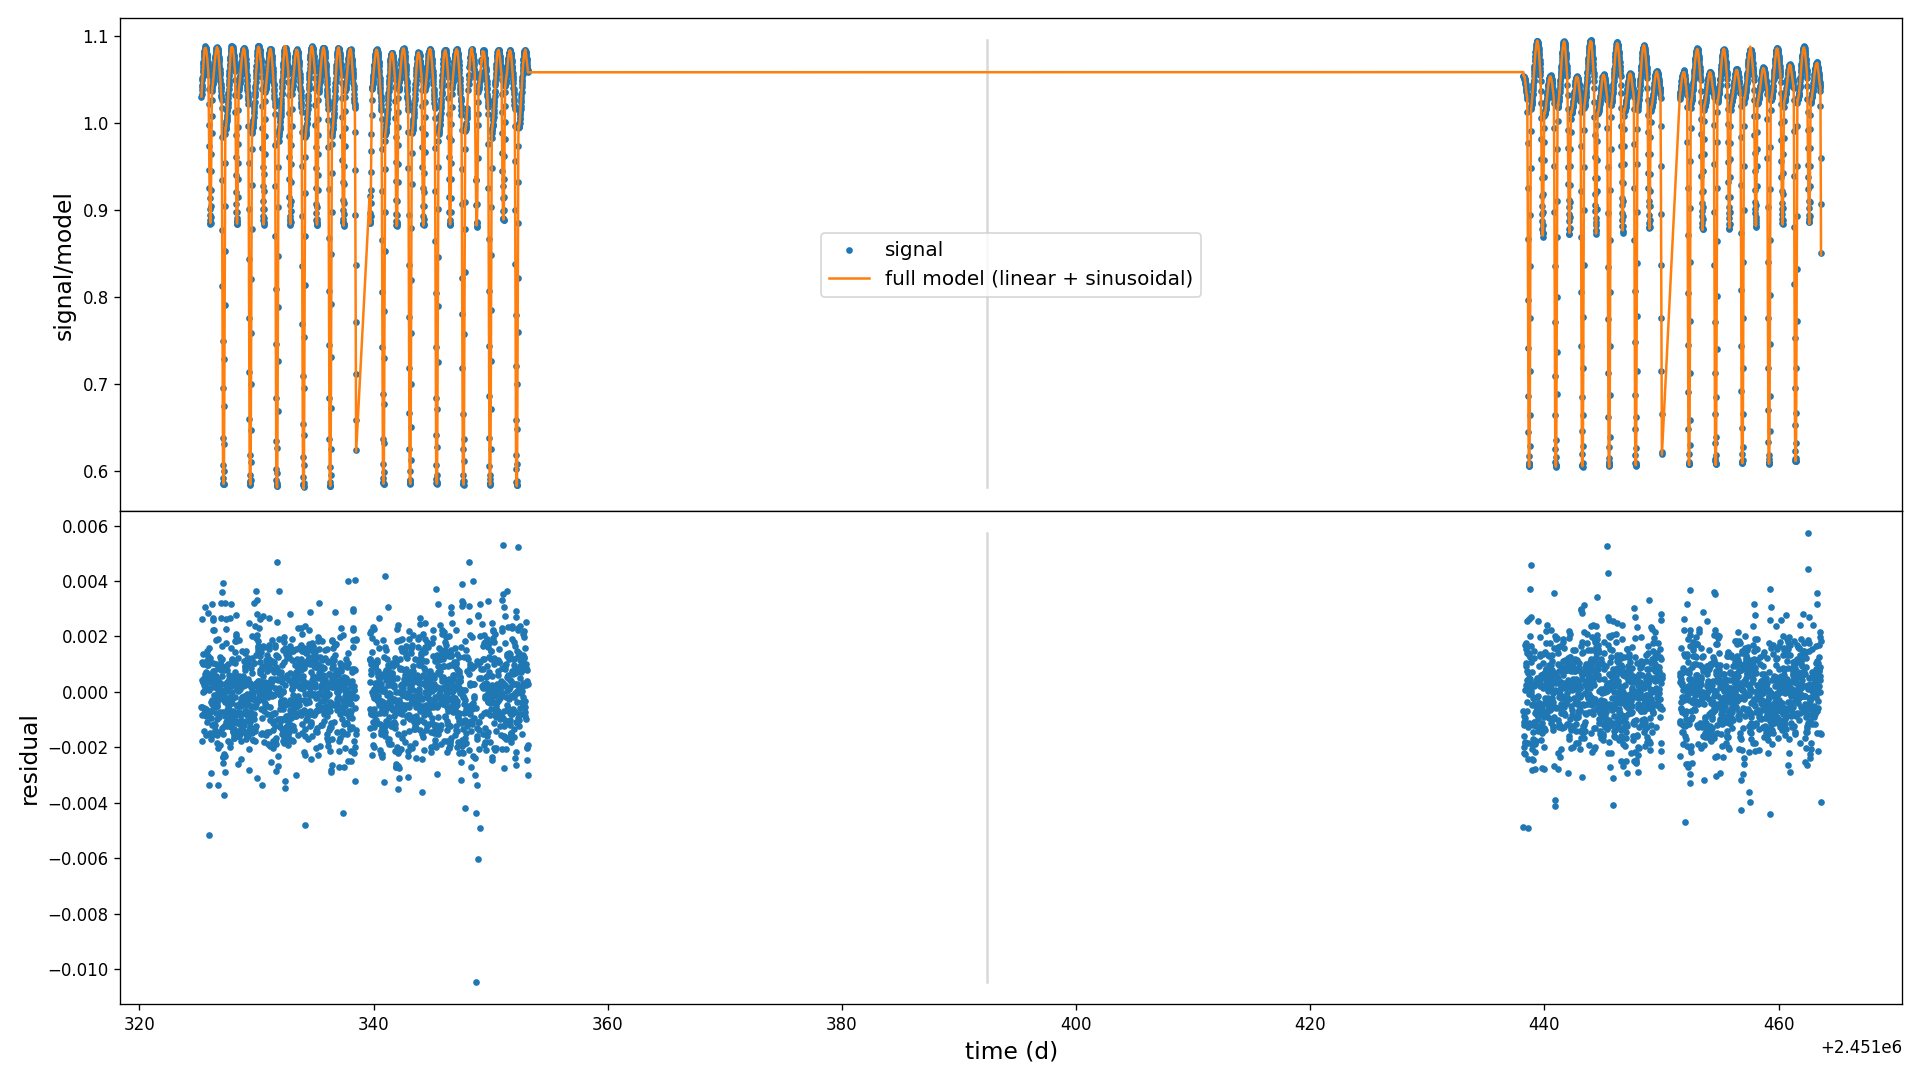 signal/model
1.1
1.0
0.9
0.8
0.7
0.6
signal
full model (linear + sinusoidal)
residual
0.006
0.004
0.002
0.000
−0.002
−0.004
−0.006
−0.008
−0.010
320 340 360 380 400 420 440 460
+2.451e6
time (d)